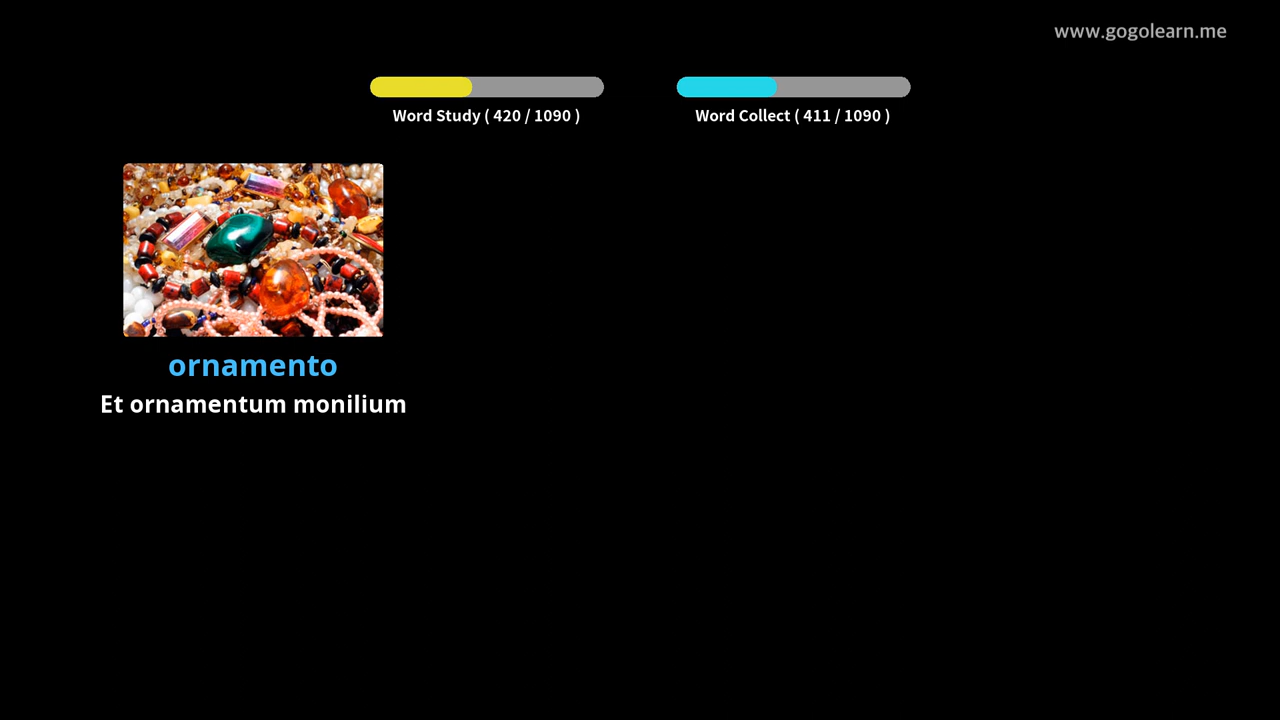 www.gogolearn.me
Word Study ( 420 / 1090 )
Word Collect ( 411 / 1090 )
ornamento
Et ornamentum monilium